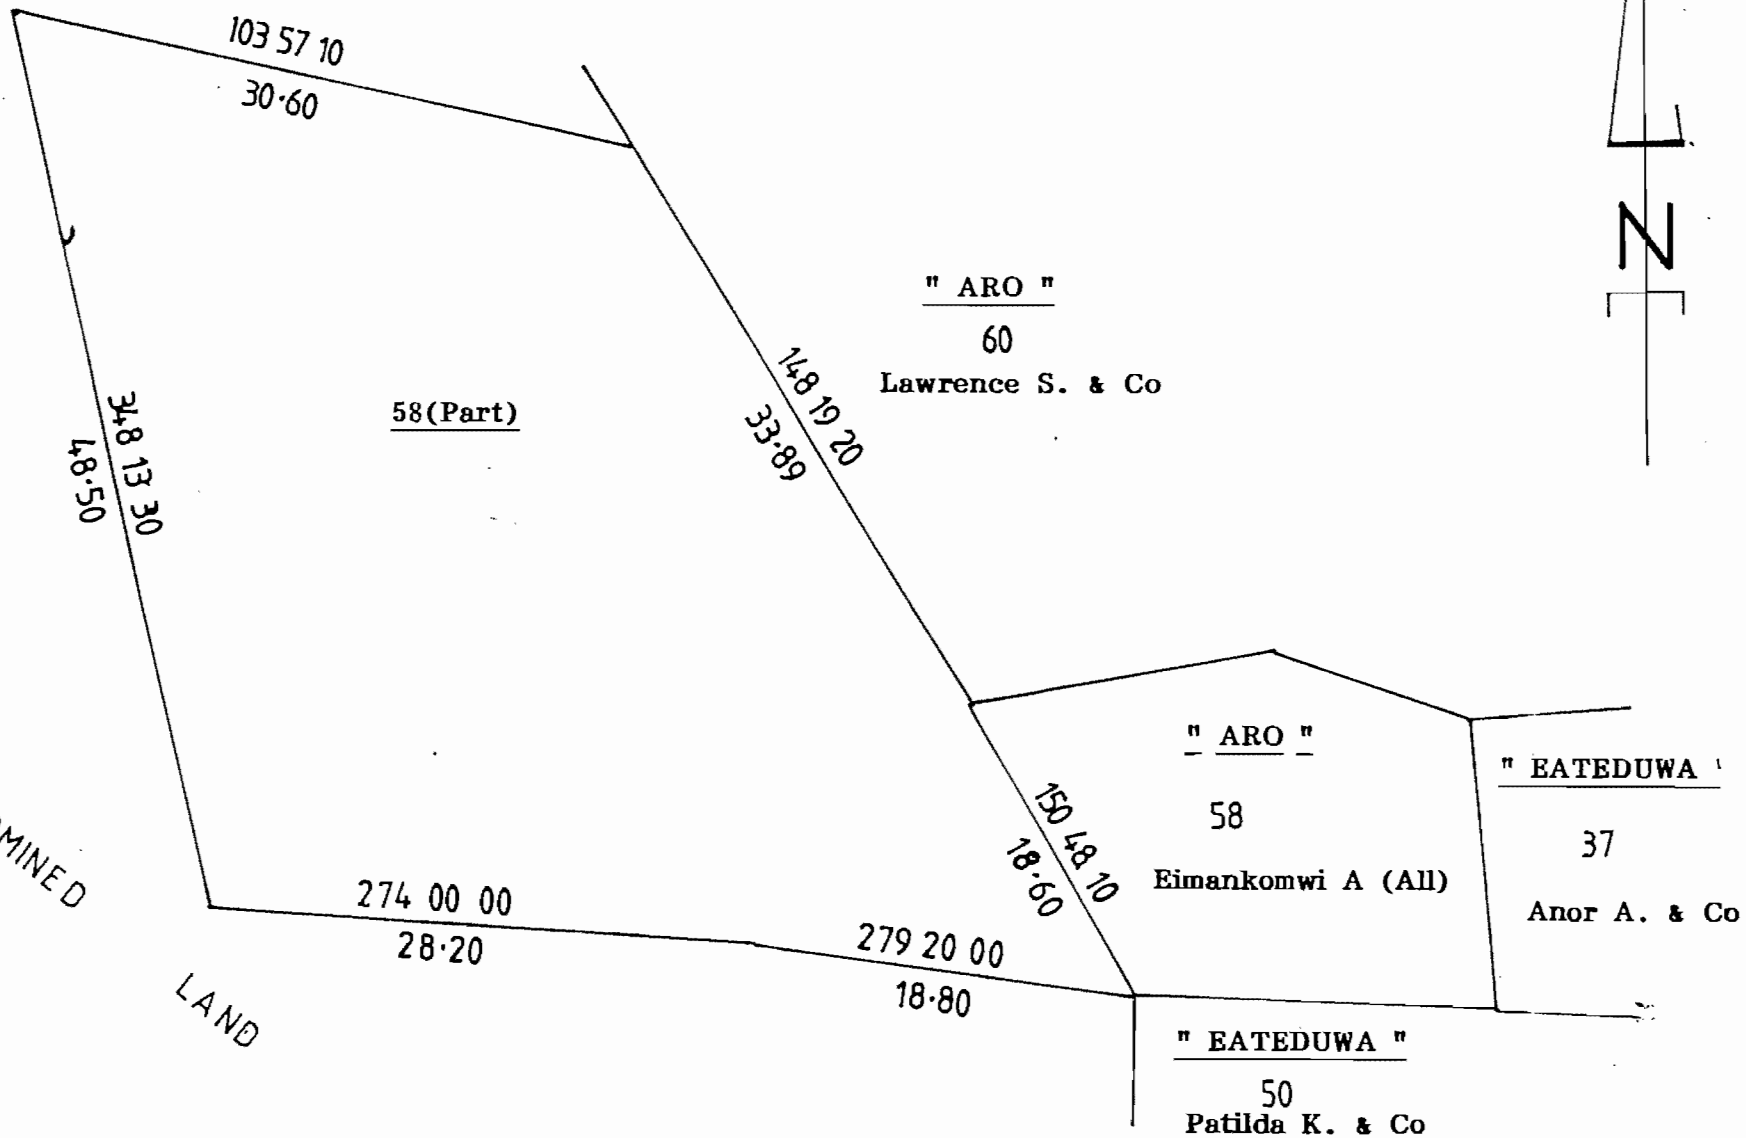 103 57 10
30·60
N
" ARO "
60
Lawrence S. & Co
148 19 20
33·89
58(Part)
348 13 30
48·50
" ARO "
58
Eimankomwi A (All)
" EATEDUWA '
37
Anor A. & Co
150 48 10
18·60
MINED
LAND
274 00 00
28·20
279 20 00
18·80
" EATEDUWA "
50
Patilda K. & Co